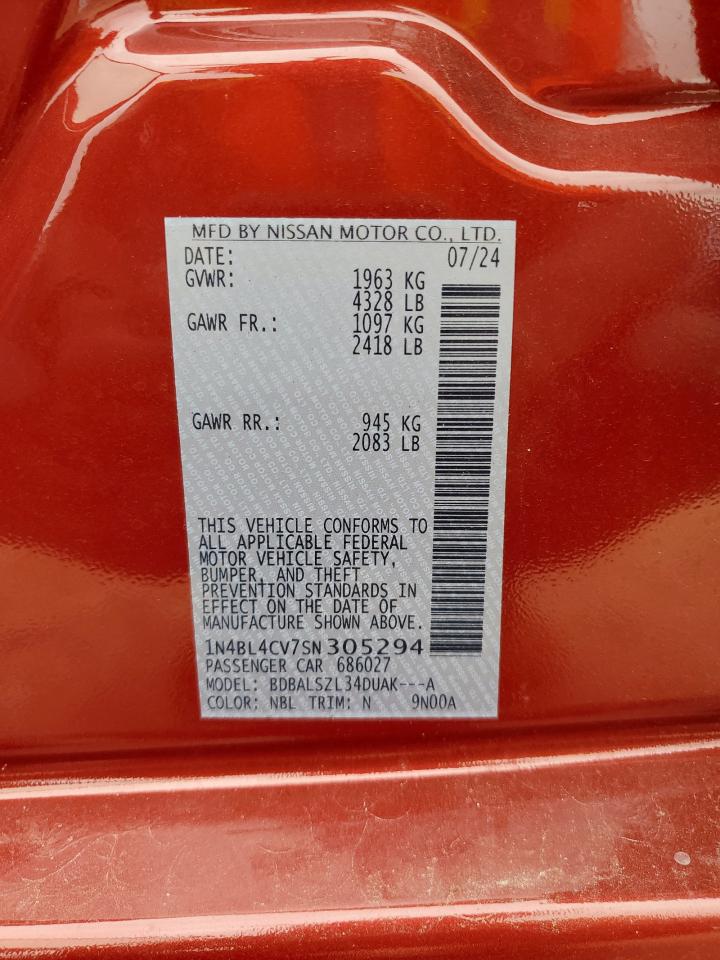 MFD BY NISSAN MOTOR CO., LTD.
DATE: 07/24
GVWR: 1963 KG
4328 LB
GAWR FR.: 1097 KG
2418 LB
GAWR RR.: 945 KG
2083 LB
THIS VEHICLE CONFORMS TO
ALL APPLICABLE FEDERAL
MOTOR VEHICLE SAFETY,
BUMPER, AND THEFT
PREVENTION STANDARDS IN
EFFECT ON THE DATE OF
MANUFACTURE SHOWN ABOVE.
1N4BL4CV7SN305294
PASSENGER CAR 686027
MODEL: BDBALSZL34DUAK---A
COLOR: NBL TRIM: N 9N00A